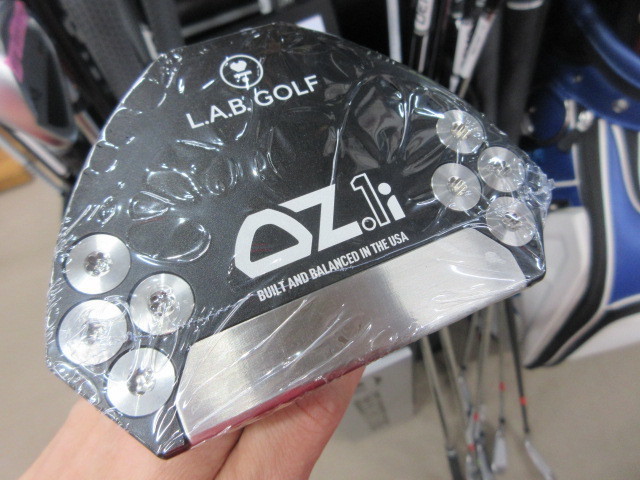 L.A.B. GOLF
OZ.1i
BUILT AND BALANCED IN THE USA